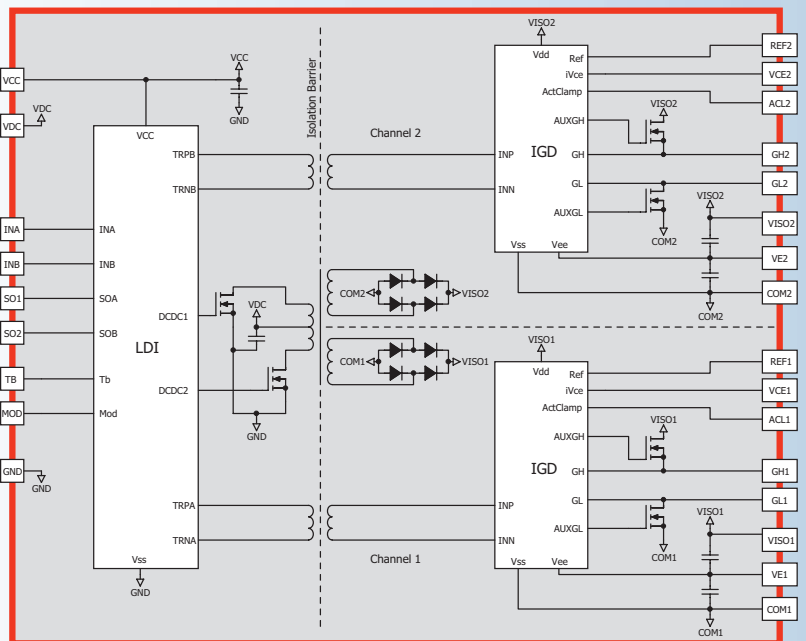 VCC
VDC
VDC
INA
INB
SO1
SO2
TB
MOD
GND
GND
VCC
GND
VCC
INA
INB
SOA
SOB
Tb
Mod
LDI
TRPB
TRNB
DCDC1
DCDC2
TRPA
TRNA
Vss
GND
VDC
GND
Isolation Barrier
Channel 2
COM2
VISO2
COM1
VISO1
Channel 1
VISO2
Vdd
Ref
iVce
ActClamp
AUXGH
IGD
INP
GH
INN
GL
AUXGL
Vss
Vee
VISO2
COM2
VISO2
COM2
REF2
VCE2
ACL2
GH2
GL2
VISO2
VE2
COM2
VISO1
Vdd
Ref
iVce
ActClamp
AUXGH
IGD
GH
INP
GL
INN
AUXGL
Vss
Vee
VISO1
COM1
VISO1
COM1
REF1
VCE1
ACL1
GH1
GL1
VISO1
VE1
COM1